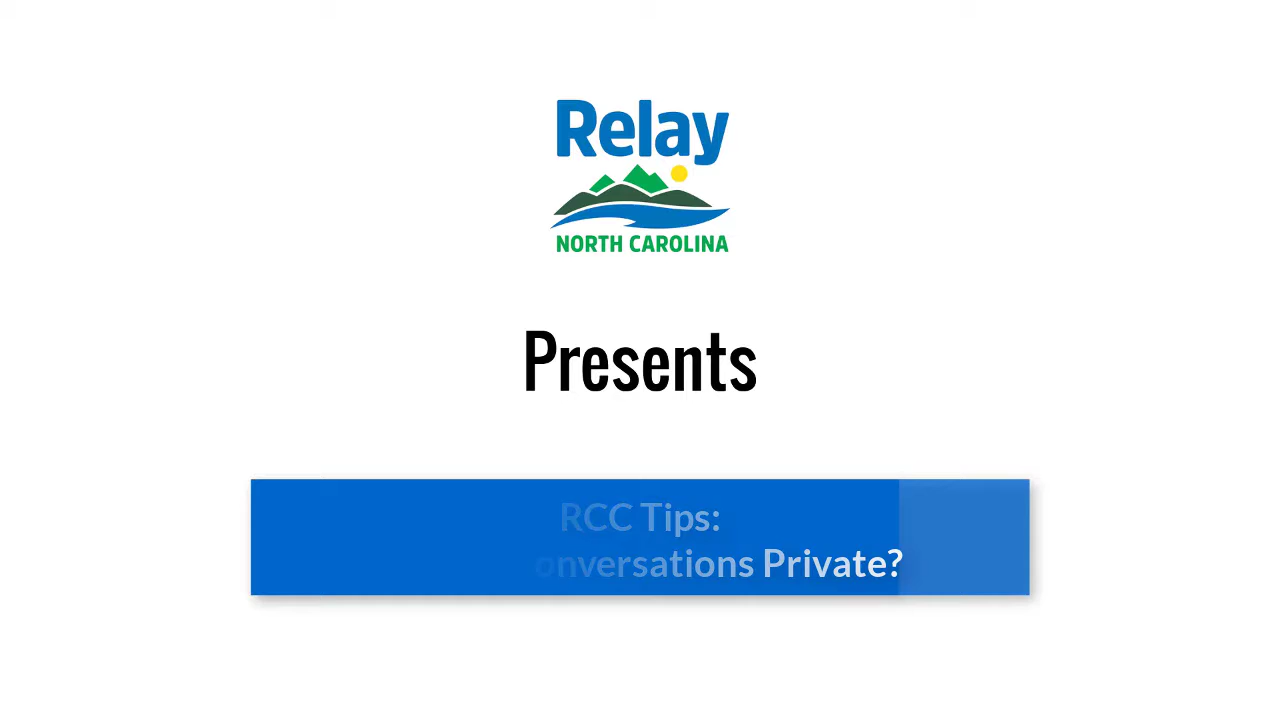 Relay
NORTH CAROLINA
Presents
RCC Tips:
onversations Private?